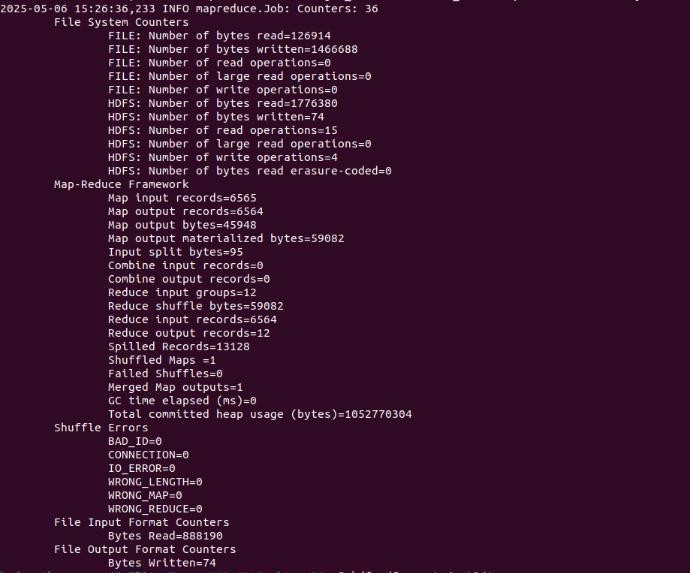 2025-05-06 15:26:36,233 INFO mapreduce.Job: Counters: 36
File System Counters
FILE: Number of bytes read=126914
FILE: Number of bytes written=1466688
FILE: Number of read operations=0
FILE: Number of large read operations=0
FILE: Number of write operations=0
HDFS: Number of bytes read=1776380
HDFS: Number of bytes written=74
HDFS: Number of read operations=15
HDFS: Number of large read operations=0
HDFS: Number of write operations=4
HDFS: Number of bytes read erasure-coded=0
Map-Reduce Framework
Map input records=6565
Map output records=6564
Map output bytes=45948
Map output materialized bytes=59082
Input split bytes=95
Combine input records=0
Combine output records=0
Reduce input groups=12
Reduce shuffle bytes=59082
Reduce input records=6564
Reduce output records=12
Spilled Records=13128
Shuffled Maps =1
Failed Shuffles=0
Merged Map outputs=1
GC time elapsed (ms)=0
Total committed heap usage (bytes)=1052770304
Shuffle Errors
BAD_ID=0
CONNECTION=0
IO_ERROR=0
WRONG_LENGTH=0
WRONG_MAP=0
WRONG_REDUCE=0
File Input Format Counters
Bytes Read=888190
File Output Format Counters
Bytes Written=74